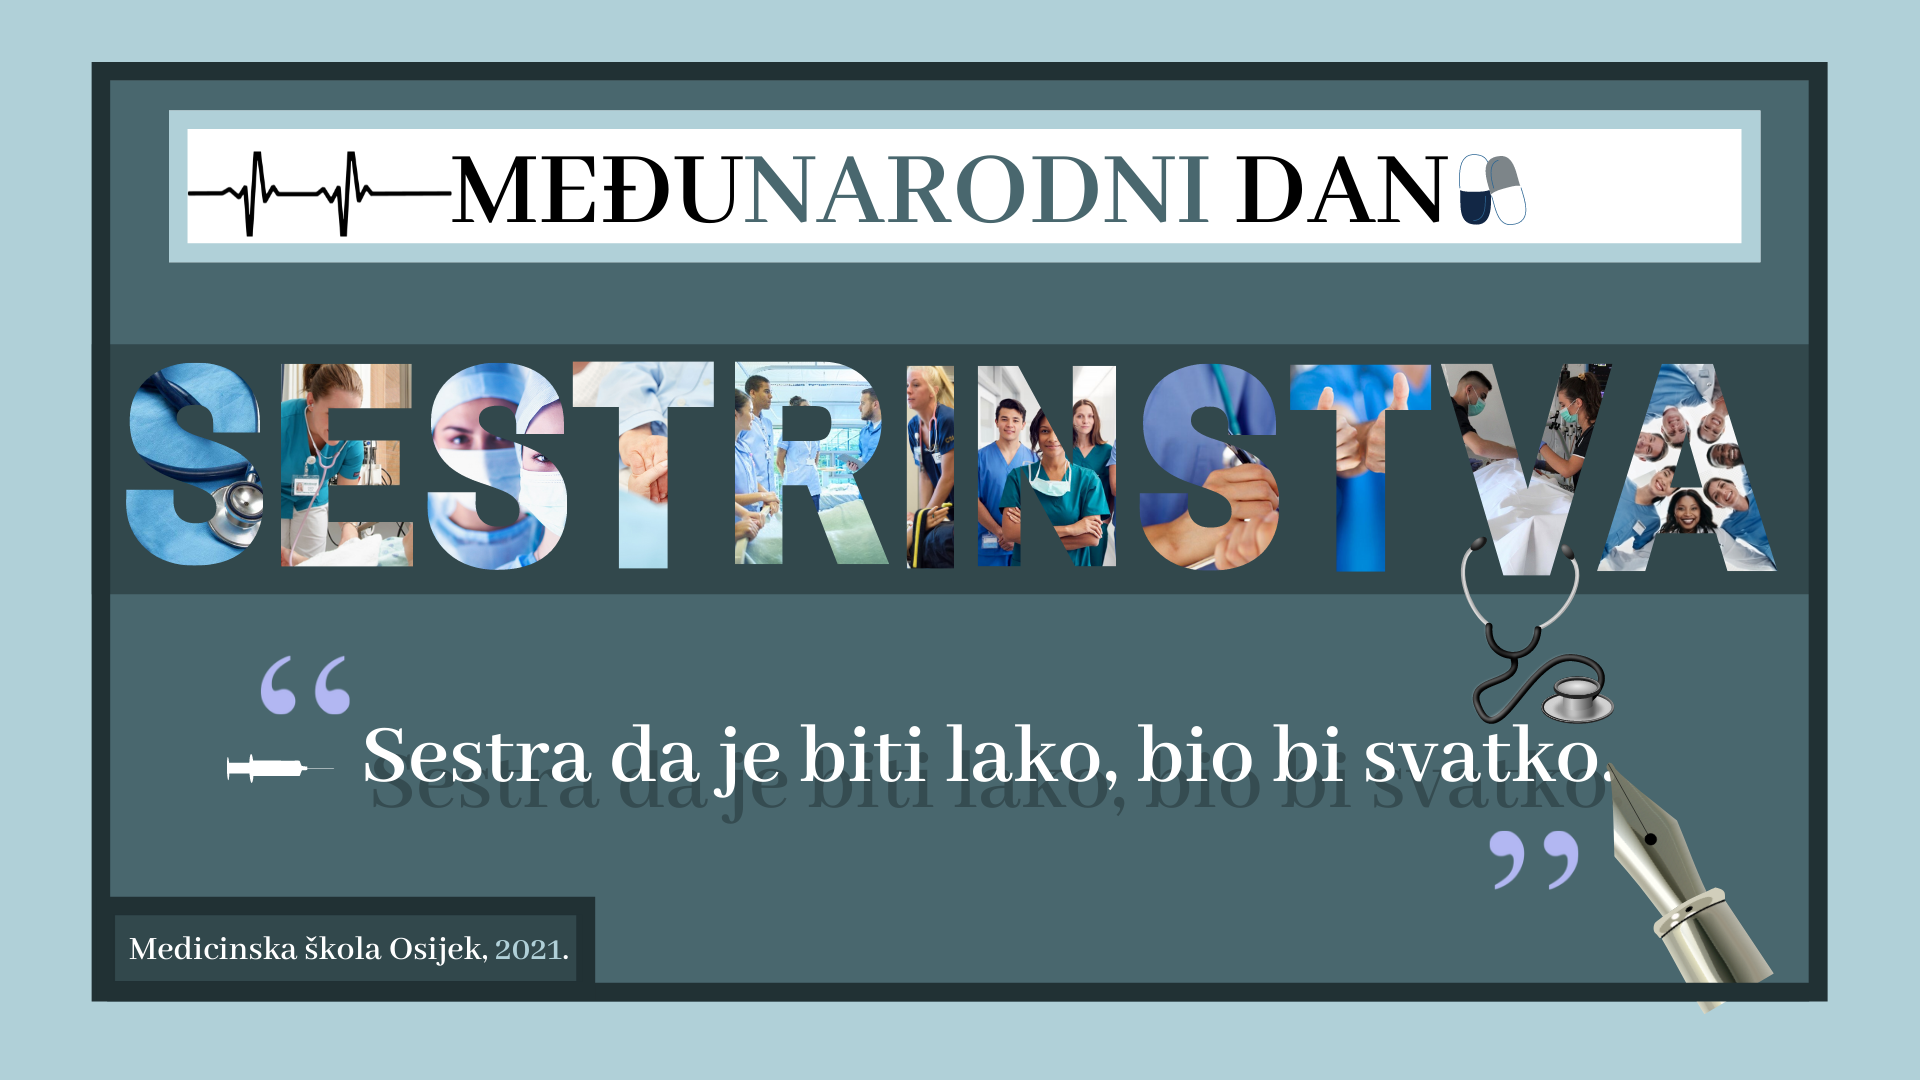 MEĐUNARODNI DAN
SESTRINSTVA
“
Sestra da je biti lako, bio bi svatko.
”
Medicinska škola Osijek, 2021.